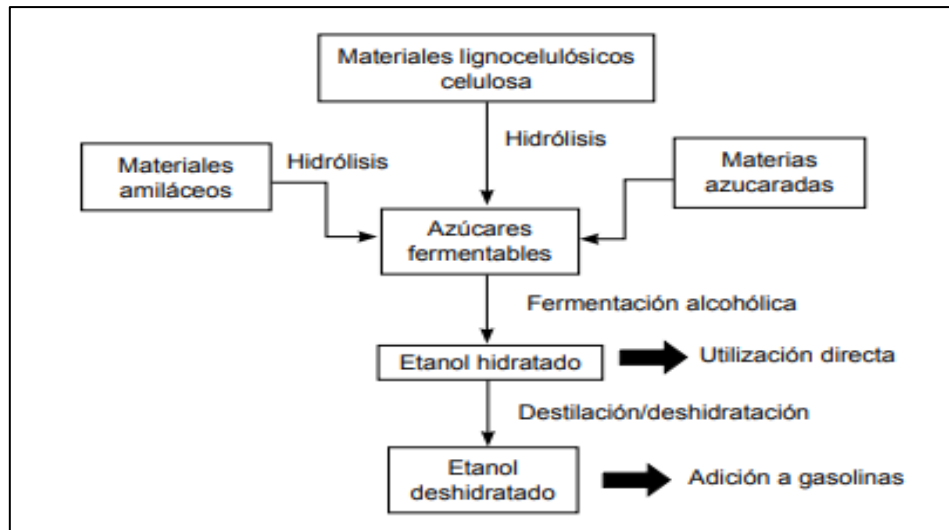 Materiales lignocelulósicos
celulosa
Hidrólisis
Hidrólisis
Materiales
amiláceos
Materias
azucaradas
Azúcares
fermentables
Fermentación alcohólica
Etanol hidratado
Utilización directa
Destilación/deshidratación
Etanol
deshidratado
Adición a gasolinas